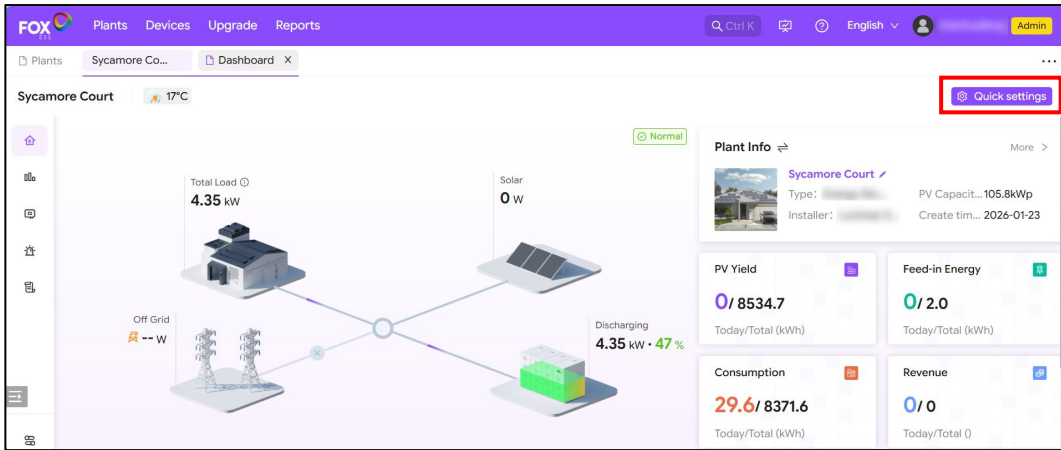 FOX ESS Plants Devices Upgrade Reports Ctrl K English Admin
Plants Sycamore Co... Dashboard X ...
Sycamore Court 17°C Quick settings
Normal
Plant Info More >
Total Load
4.35 kW
Solar
0 W
Sycamore Court
Type: PV Capacit... 105.8kWp
Installer: Create tim... 2026-01-23
PV Yield
0/ 8534.7
Today/Total (kWh)
Feed-in Energy
0/ 2.0
Today/Total (kWh)
Off Grid
-- W
Discharging
4.35 kW · 47 %
Consumption
29.6/ 8371.6
Today/Total (kWh)
Revenue
0/ 0
Today/Total ()